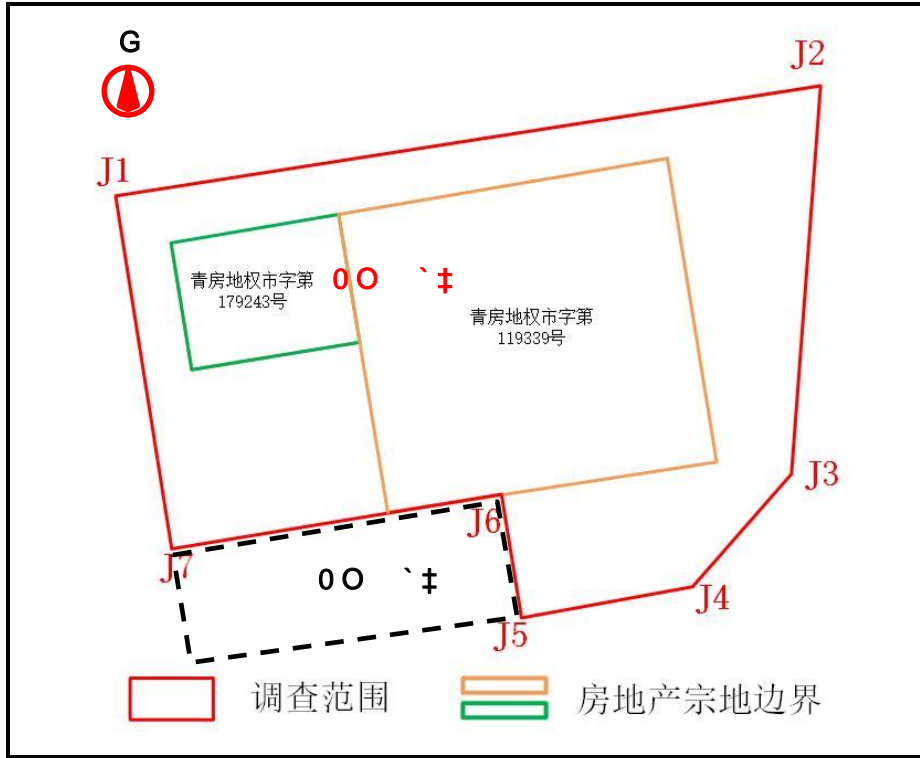 G
J2
J1
青房地权市字第
179243号
0 O ` ‡
青房地权市字第
119339号
J3
J6
J7
0 O ` ‡
J4
J5
调查范围
房地产宗地边界